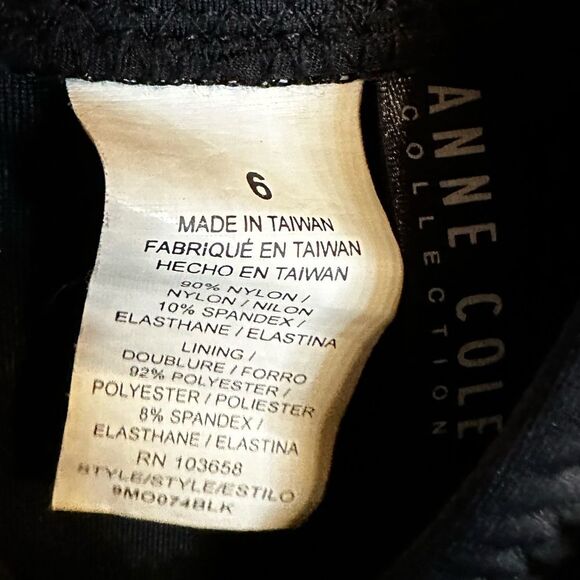 6
MADE IN TAIWAN
FABRIQUÉ EN TAIWAN
HECHO EN TAIWAN
90% NYLON /
NYLON / NILON
10% SPANDEX /
ELASTHANE / ELASTINA
LINING /
DOUBLURE / FORRO
92% POLYESTER /
POLYESTER / POLIESTER
8% SPANDEX /
ELASTHANE / ELASTINA
RN 103658
STYLE/STYLE/ESTILO
9MO074BLK
ANNE COLE
COLLECTION